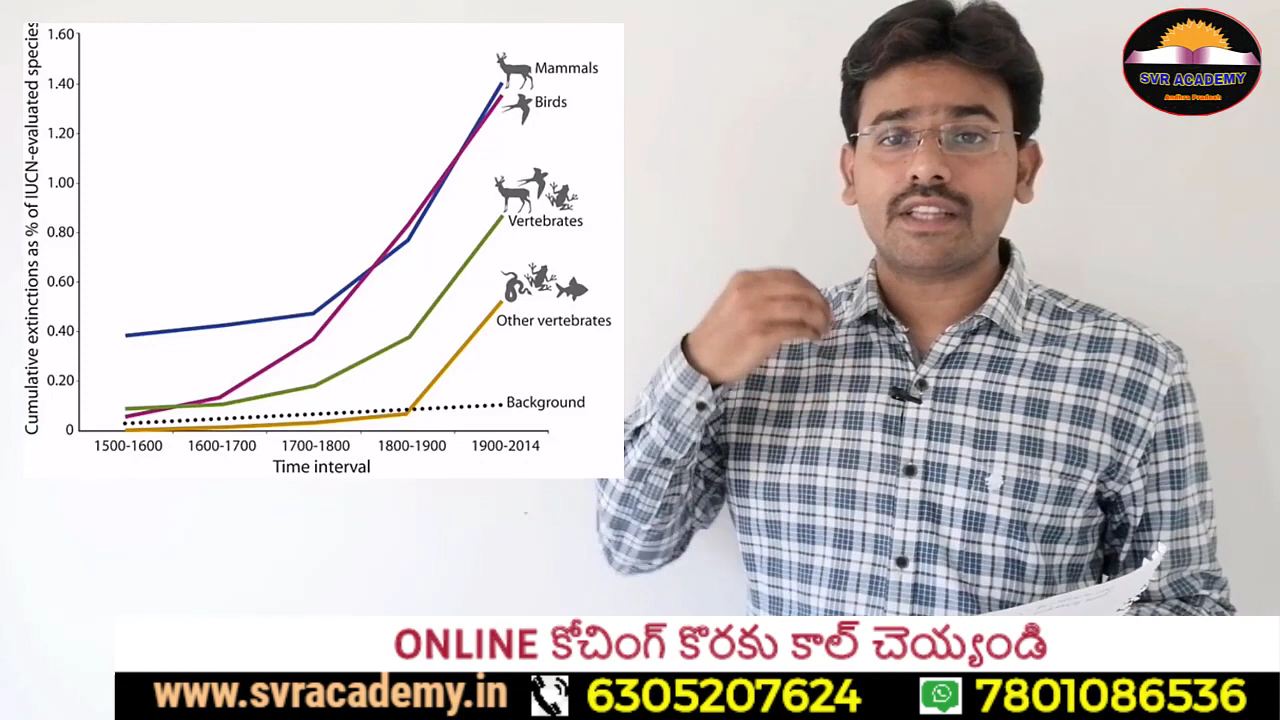 Cumulative extinctions as % of IUCN-evaluated species
1.60
1.40
1.20
1.00
0.80
0.60
0.40
0.20
0
Mammals
Birds
Vertebrates
Other vertebrates
Background
1500-1600 1600-1700 1700-1800 1800-1900 1900-2014
Time interval
SVR ACADEMY
Andhra Pradesh
ONLINE కోచింగ్ కొరకు కాల్ చెయ్యండి
www.svracademy.in 6305207624 7801086536